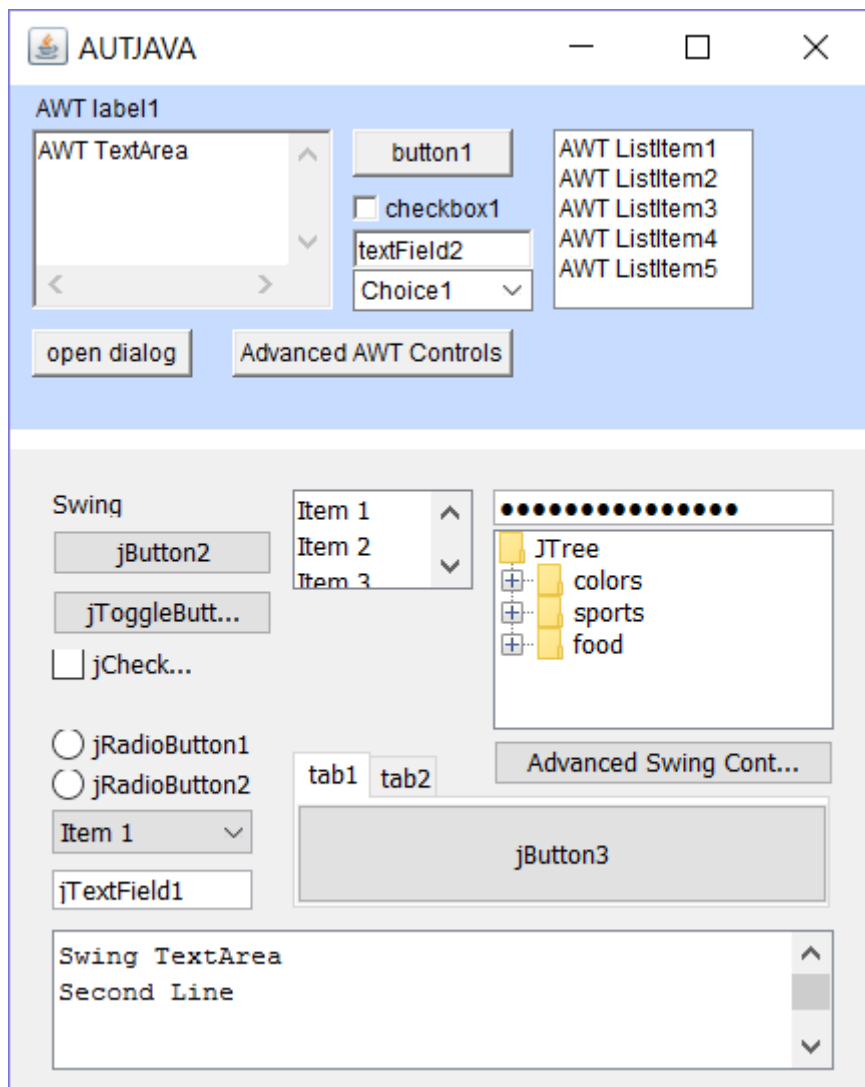 AUTJAVA
AWT label1
AWT TextArea
button1
checkbox1
textField2
Choice1
AWT ListItem1
AWT ListItem2
AWT ListItem3
AWT ListItem4
AWT ListItem5
open dialog
Advanced AWT Controls
Swing
jButton2
jToggleButt...
jCheck...
Item 1
Item 2
Item 3
●●●●●●●●●●●●●●●
JTree
colors
sports
food
jRadioButton1
jRadioButton2
Item 1
jTextField1
tab1 tab2
jButton3
Advanced Swing Cont...
Swing TextArea
Second Line